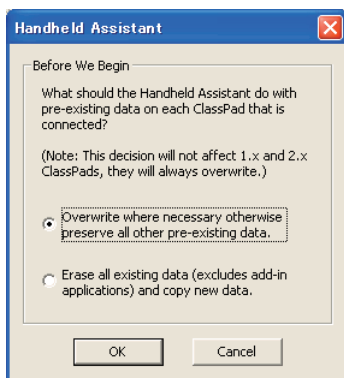 Handheld Assistant
Before We Begin
What should the Handheld Assistant do with
pre-existing data on each ClassPad that is
connected?
(Note: This decision will not affect 1.x and 2.x
ClassPads, they will always overwrite.)
Overwrite where necessary otherwise
preserve all other pre-existing data.
Erase all existing data (excludes add-in
applications) and copy new data.
OK
Cancel